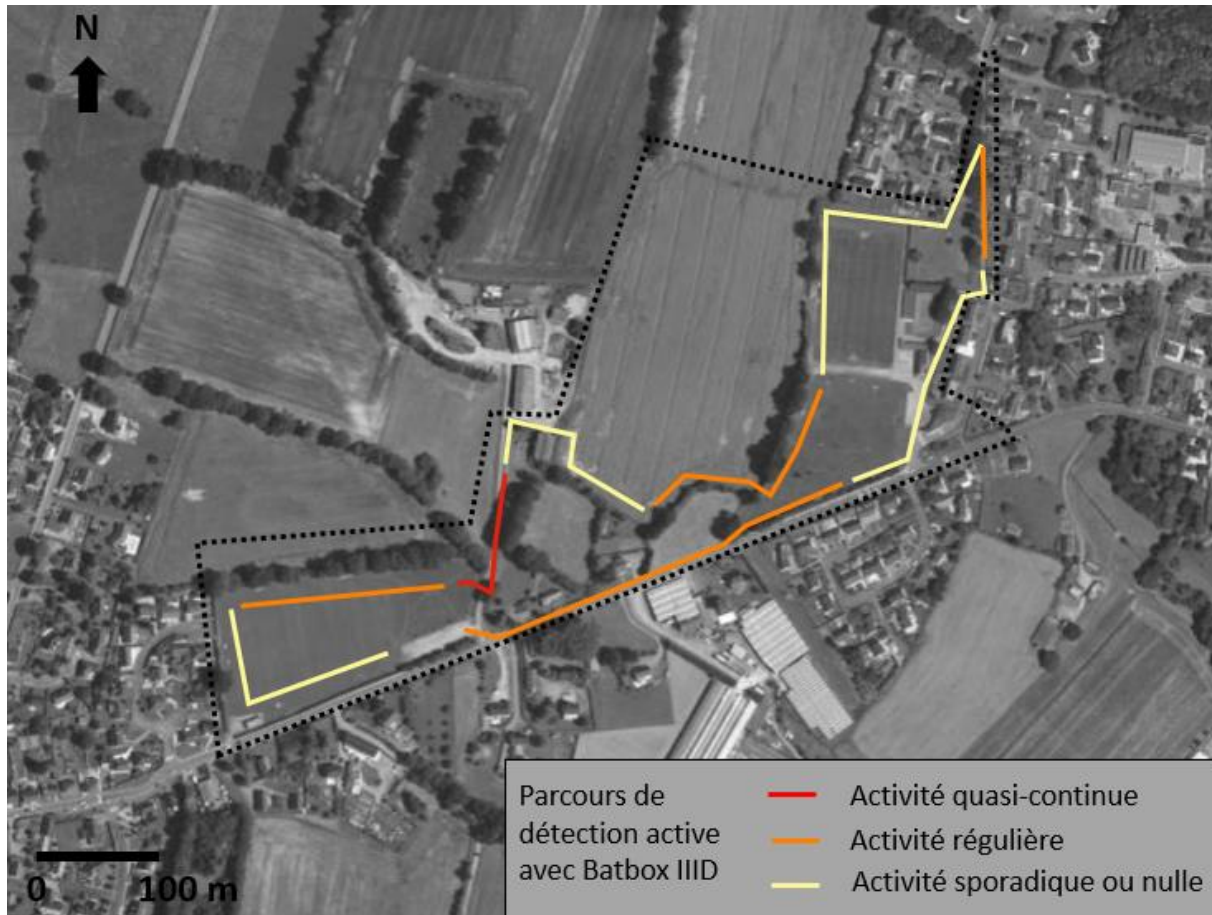 N
0 100 m
Parcours de
détection active
avec Batbox IIID
Activité quasi-continue
Activité régulière
Activité sporadique ou nulle